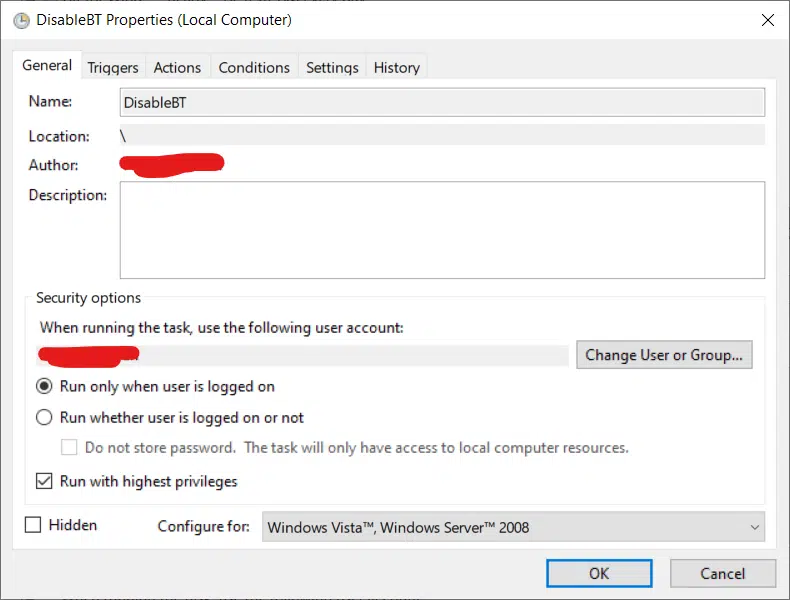 DisableBT Properties (Local Computer)
General Triggers Actions Conditions Settings History
Name: DisableBT
Location: \
Author:
Description:
Security options
When running the task, use the following user account:
Change User or Group...
Run only when user is logged on
Run whether user is logged on or not
Do not store password. The task will only have access to local computer resources.
Run with highest privileges
Hidden Configure for: Windows Vista™, Windows Server™ 2008
OK Cancel